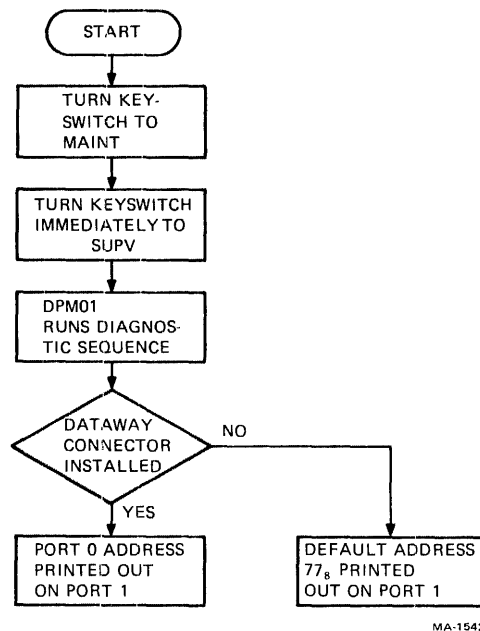 START
TURN KEY-
SWITCH TO
MAINT
TURN KEYSWITCH
IMMEDIATELY TO
SUPV
DPM01
RUNS DIAGNOS-
TIC SEQUENCE
DATAWAY
CONNECTOR
INSTALLED
NO
YES
PORT 0 ADDRESS
PRINTED OUT
ON PORT 1
DEFAULT ADDRESS
77₈ PRINTED
OUT ON PORT 1